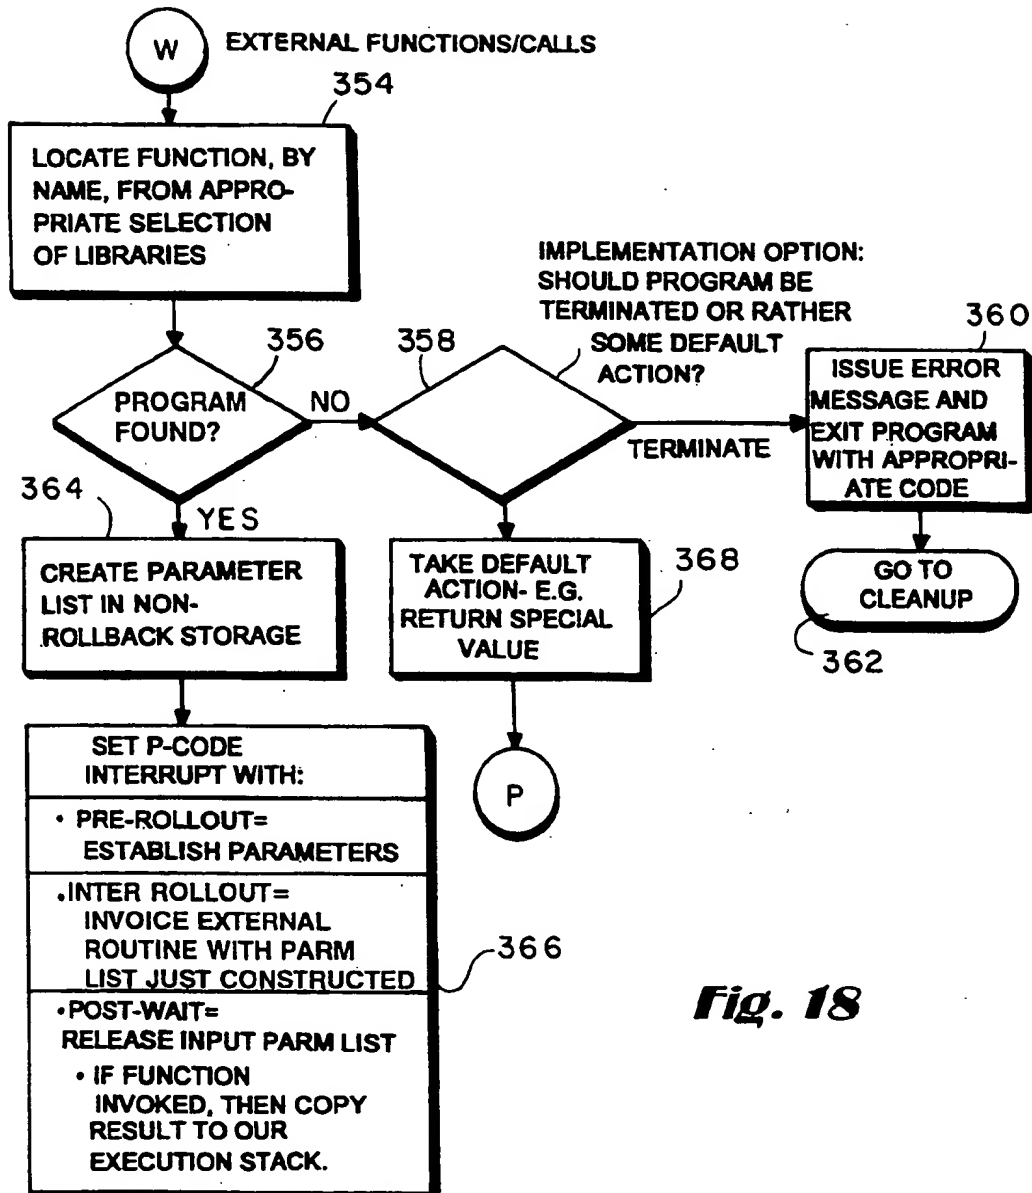 W
EXTERNAL FUNCTIONS/CALLS
354
LOCATE FUNCTION, BY
NAME, FROM APPRO-
PRIATE SELECTION
OF LIBRARIES
IMPLEMENTATION OPTION:
SHOULD PROGRAM BE
TERMINATED OR RATHER
SOME DEFAULT
ACTION?
356
358
360
PROGRAM
FOUND?
NO
TERMINATE
ISSUE ERROR
MESSAGE AND
EXIT PROGRAM
WITH APPROPRI-
ATE CODE
364
YES
CREATE PARAMETER
LIST IN NON-
ROLLBACK STORAGE
TAKE DEFAULT
ACTION- E.G.
RETURN SPECIAL
VALUE
368
GO TO
CLEANUP
362
P
SET P-CODE
INTERRUPT WITH:
• PRE-ROLLOUT=
ESTABLISH PARAMETERS
•INTER ROLLOUT=
INVOICE EXTERNAL
ROUTINE WITH PARM
LIST JUST CONSTRUCTED
366
•POST-WAIT=
RELEASE INPUT PARM LIST
• IF FUNCTION
INVOKED, THEN COPY
RESULT TO OUR
EXECUTION STACK.
Fig. 18